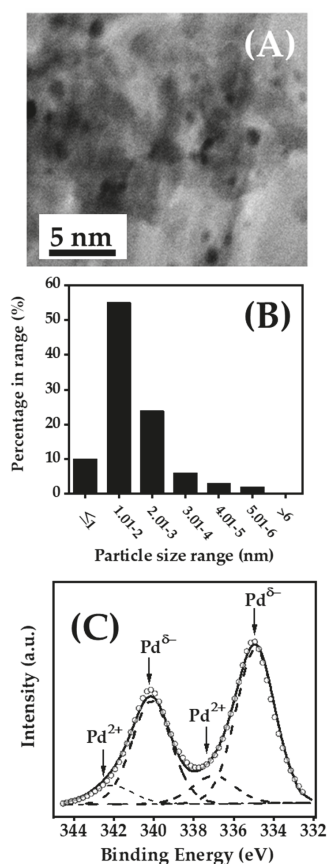 (A)
5 nm
60
50
40
30
20
10
0
Percentage in range (%)
(B)
≤1
1.01-2
2.01-3
3.01-4
4.01-5
5.01-6
>6
Particle size range (nm)
(C)
Pdδ−
Pdδ−
Pd2+
Pd2+
Intensity (a.u.)
344 342 340 338 336 334 332
Binding Energy (eV)